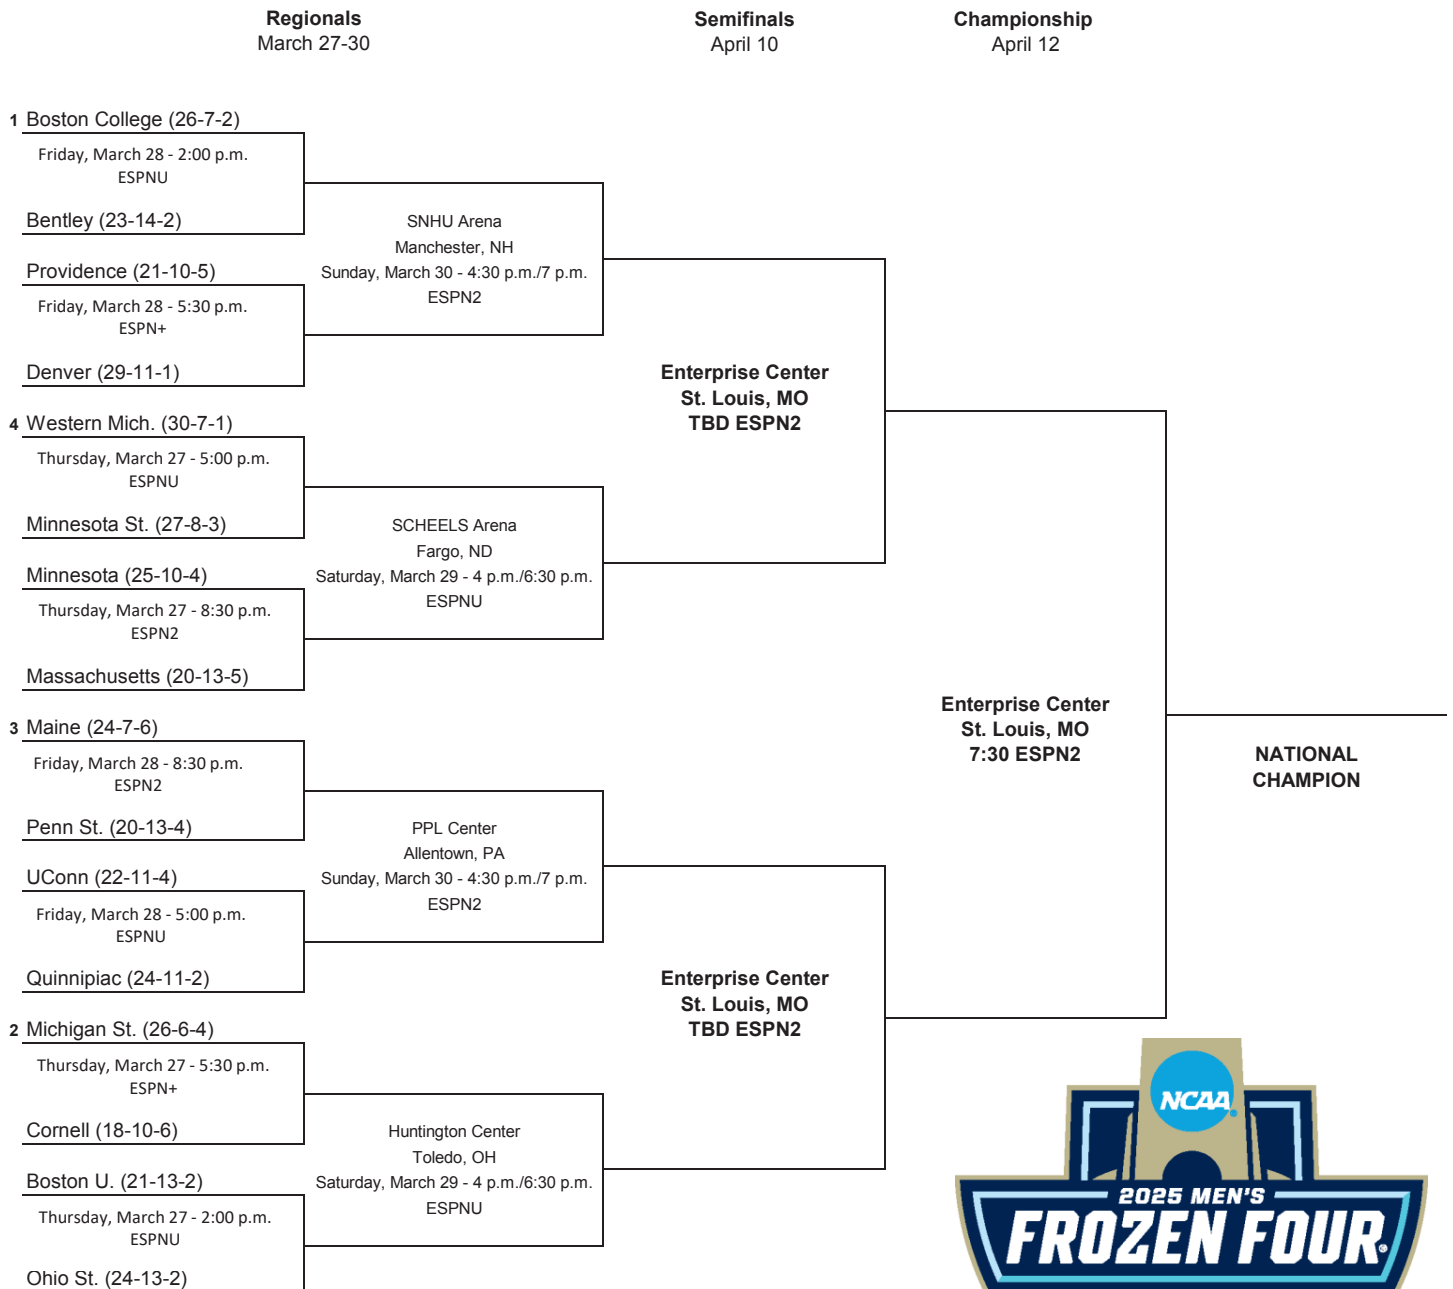 Regionals
March 27-30
Semifinals
April 10
Championship
April 12
1 Boston College (26-7-2)
Friday, March 28 - 2:00 p.m.
ESPNU
Bentley (23-14-2)
SNHU Arena
Manchester, NH
Sunday, March 30 - 4:30 p.m./7 p.m.
ESPN2
Providence (21-10-5)
Friday, March 28 - 5:30 p.m.
ESPN+
Denver (29-11-1)
Enterprise Center
St. Louis, MO
TBD ESPN2
4 Western Mich. (30-7-1)
Thursday, March 27 - 5:00 p.m.
ESPNU
Minnesota St. (27-8-3)
SCHEELS Arena
Fargo, ND
Saturday, March 29 - 4 p.m./6:30 p.m.
ESPNU
Minnesota (25-10-4)
Thursday, March 27 - 8:30 p.m.
ESPN2
Massachusetts (20-13-5)
Enterprise Center
St. Louis, MO
7:30 ESPN2
NATIONAL
CHAMPION
3 Maine (24-7-6)
Friday, March 28 - 8:30 p.m.
ESPN2
Penn St. (20-13-4)
PPL Center
Allentown, PA
Sunday, March 30 - 4:30 p.m./7 p.m.
ESPN2
UConn (22-11-4)
Friday, March 28 - 5:00 p.m.
ESPNU
Quinnipiac (24-11-2)
Enterprise Center
St. Louis, MO
TBD ESPN2
2 Michigan St. (26-6-4)
Thursday, March 27 - 5:30 p.m.
ESPN+
Cornell (18-10-6)
Huntington Center
Toledo, OH
Saturday, March 29 - 4 p.m./6:30 p.m.
ESPNU
Boston U. (21-13-2)
Thursday, March 27 - 2:00 p.m.
ESPNU
Ohio St. (24-13-2)
NCAA
2025 MEN'S
FROZEN FOUR®